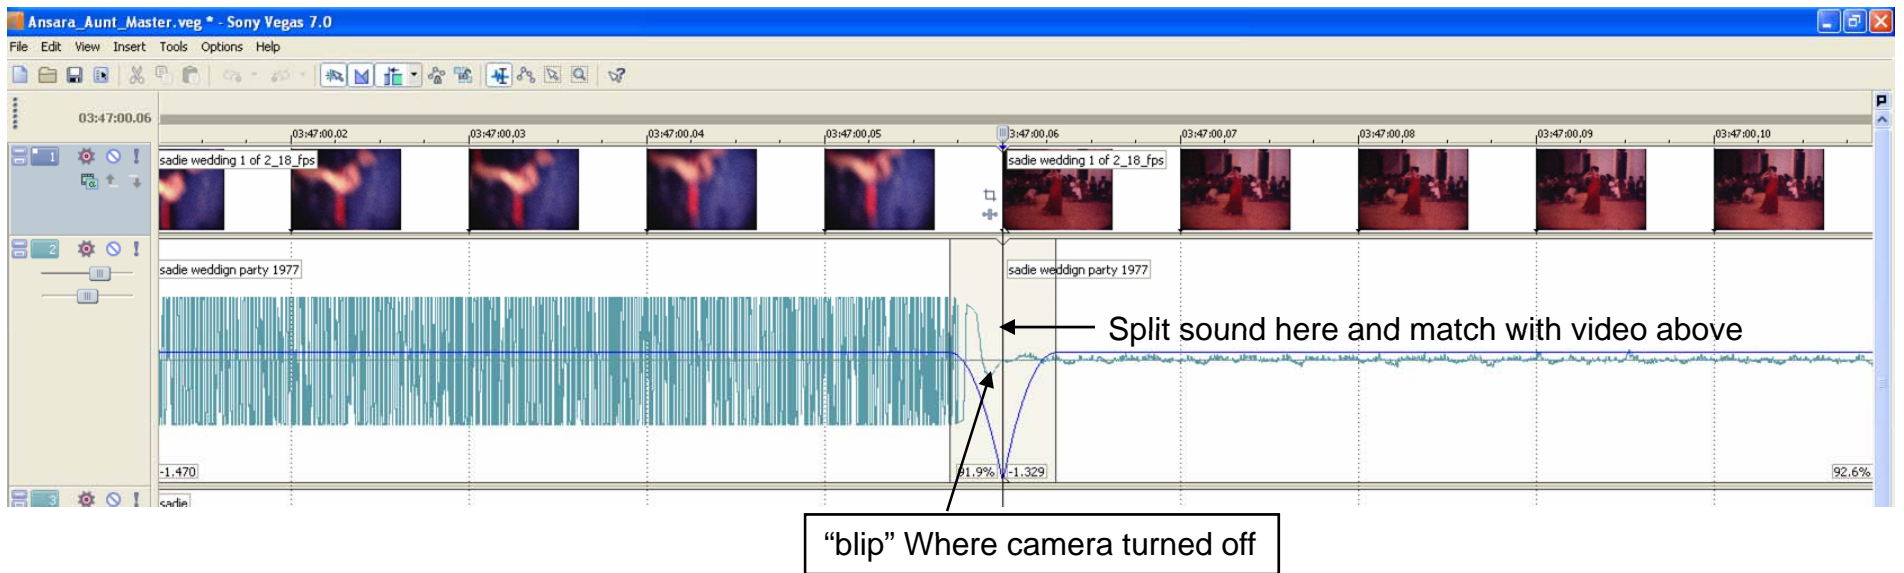 Ansara_Aunt_Master.veg * - Sony Vegas 7.0
File Edit View Insert Tools Options Help
03:47:00.06
03:47:00.02 03:47:00.03 03:47:00.04 03:47:00.05 3:47:00.06 03:47:00.07 03:47:00.08 03:47:00.09 03:47:00.10
1 sadie wedding 1 of 2_18_fps sadie wedding 1 of 2_18_fps
2
sadie weddign party 1977 sadie weddign party 1977
Split sound here and match with video above
-1.470 91.9% -1.329 92.6%
3 sadie
“blip” Where camera turned off